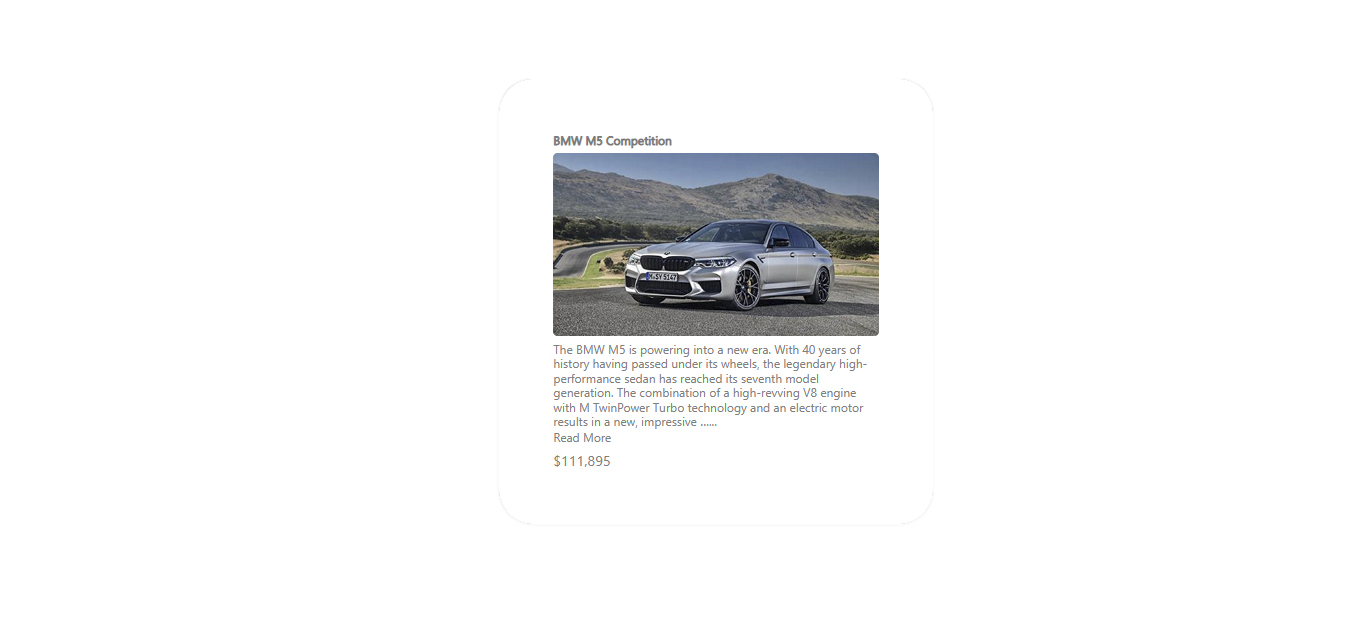 BMW M5 Competition
M·SY 5147
The BMW M5 is powering into a new era. With 40 years of
history having passed under its wheels, the legendary high-
performance sedan has reached its seventh model
generation. The combination of a high-revving V8 engine
with M TwinPower Turbo technology and an electric motor
results in a new, impressive ......
Read More
$111,895